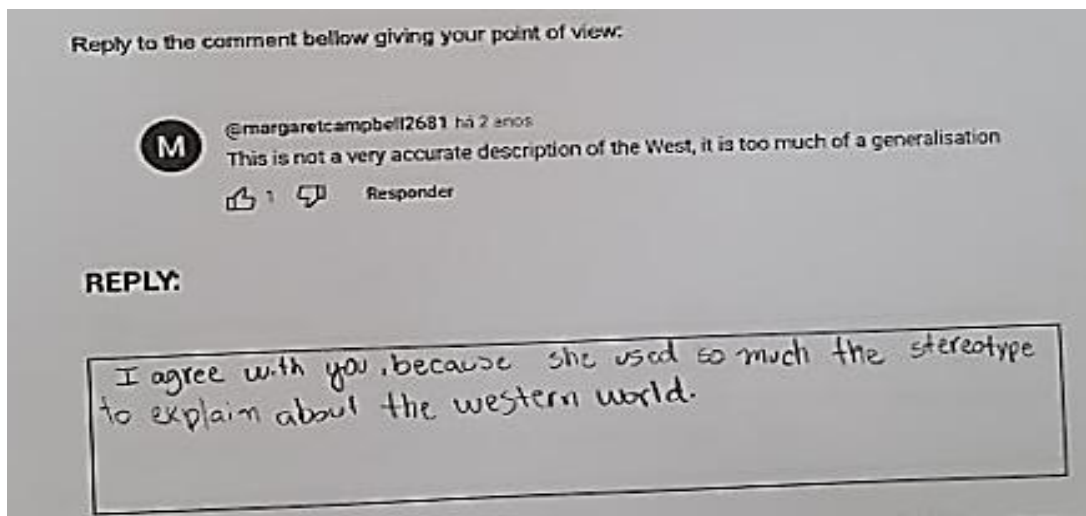 Reply to the comment bellow giving your point of view:
M
@margaretcampbell2681 há 2 anos
This is not a very accurate description of the West, it is too much of a generalisation
1 Responder
REPLY:
I agree with you, because she used so much the stereotype
to explain about the western world.